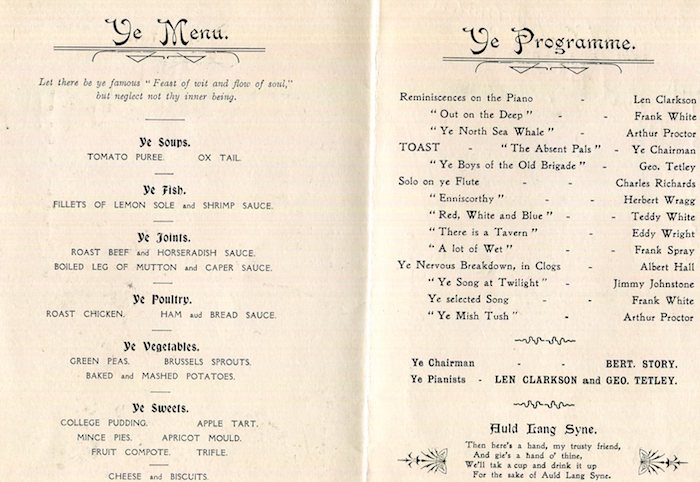 Ye Menu.
Let there be ye famous "Feast of wit and flow of soul,"
but neglect not thy inner being.
Ye Soups.
TOMATO PUREE. OX TAIL.
Ye Fish.
FILLETS OF LEMON SOLE and SHRIMP SAUCE.
Ye Joints.
ROAST BEEF and HORSERADISH SAUCE.
BOILED LEG OF MUTTON and CAPER SAUCE.
Ye Poultry.
ROAST CHICKEN. HAM aud BREAD SAUCE.
Ye Vegetables.
GREEN PEAS. BRUSSELS SPROUTS.
BAKED and MASHED POTATOES.
Ye Sweets.
COLLEGE PUDDING. APPLE TART.
MINCE PIES. APRICOT MOULD.
FRUIT COMPOTE. TRIFLE.
CHEESE and BISCUITS.
Ye Programme.
Reminiscences on the Piano - Len Clarkson
"Out on the Deep" - Frank White
"Ye North Sea Whale" - Arthur Proctor
TOAST - "The Absent Pals" - Ye Chairman
"Ye Boys of the Old Brigade" - Geo. Tetley
Solo on ye Flute - - Charles Richards
"Enniscorthy" - - Herbert Wragg
"Red, White and Blue" - - Teddy White
"There is a Tavern" - Eddy Wright
"A lot of Wet" - - Frank Spray
Ye Nervous Breakdown, in Clogs - Albert Hall
"Ye Song at Twilight" - - Jimmy Johnstone
Ye selected Song - - Frank White
"Ye Mish Tush" - - Arthur Proctor
Ye Chairman - - BERT. STORY.
Ye Pianists - LEN CLARKSON and GEO. TETLEY.
Auld Lang Syne.
Then here's a hand, my trusty friend,
And gie's a hand o' thine,
We'll tak a cup and drink it up
For the sake of Auld Lang Syne.